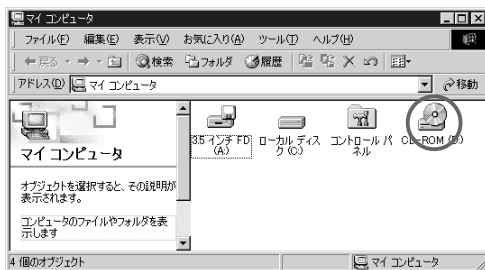 マイ コンピュータ
ファイル(F) 編集(E) 表示(V) お気に入り(A) ツール(T) ヘルプ(H)
戻る 検索 フォルダ 履歴
アドレス(D) マイ コンピュータ 移動
マイ コンピュータ
オブジェクトを選択すると、その説明が
表示されます。
コンピュータのファイルやフォルダを表
示します
3.5 インチ FD
(A:)
ローカル ディス
ク (C:)
コントロール パ
ネル
CD-ROM (D:)
4 個のオブジェクト マイ コンピュータ